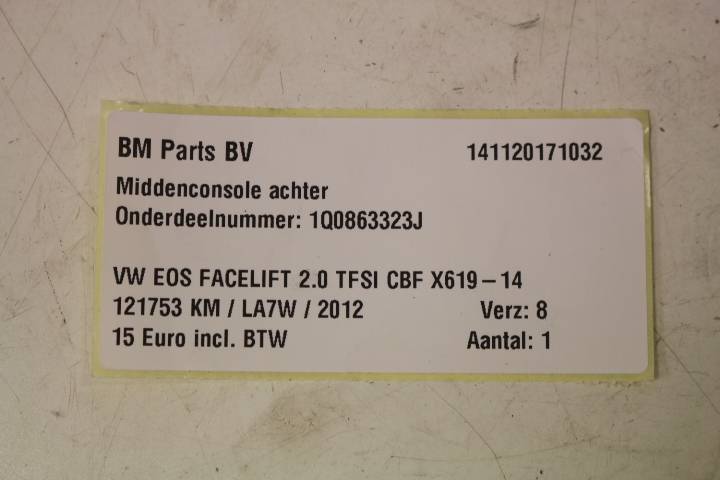 BM Parts BV 141120171032
Middenconsole achter
Onderdeelnummer: 1Q0863323J
VW EOS FACELIFT 2.0 TFSI CBF X619-14
121753 KM / LA7W / 2012 Verz: 8
15 Euro incl. BTW Aantal: 1